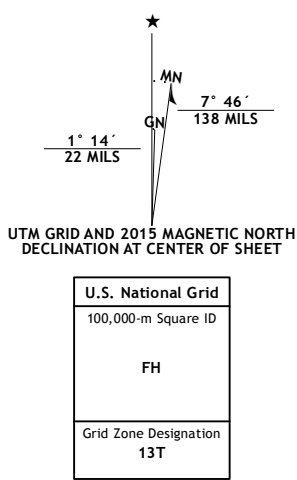 MN
GN
7° 46´
138 MILS
1° 14´
22 MILS
UTM GRID AND 2015 MAGNETIC NORTH
DECLINATION AT CENTER OF SHEET
U.S. National Grid
100,000-m Square ID
FH
Grid Zone Designation
13T